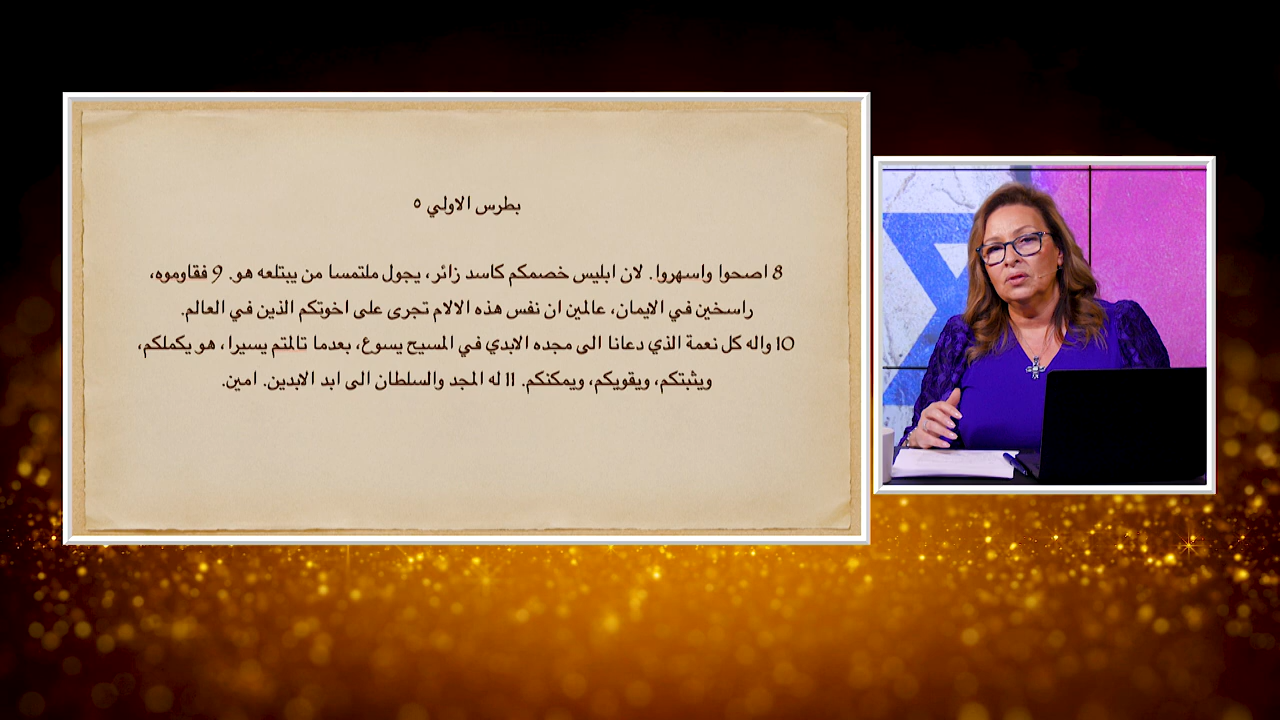 بطرس الاولي ٥
8 اصحوا واسهروا. لان ابليس خصمكم كاسد زائر، يجول ملتمسا من يبتلعه هو. 9 فقاوموه،
راسخين في الايمان، عالمين ان نفس هذه الالام تجرى على اخوتكم الذين في العالم.
10 واله كل نعمة الذي دعانا الى مجده الابدي في المسيح يسوع، بعدما تالمتم يسيرا، هو يكملكم،
ويثبتكم، ويقويكم، ويمكنكم. 11 له المجد والسلطان الى ابد الابدين. امين.